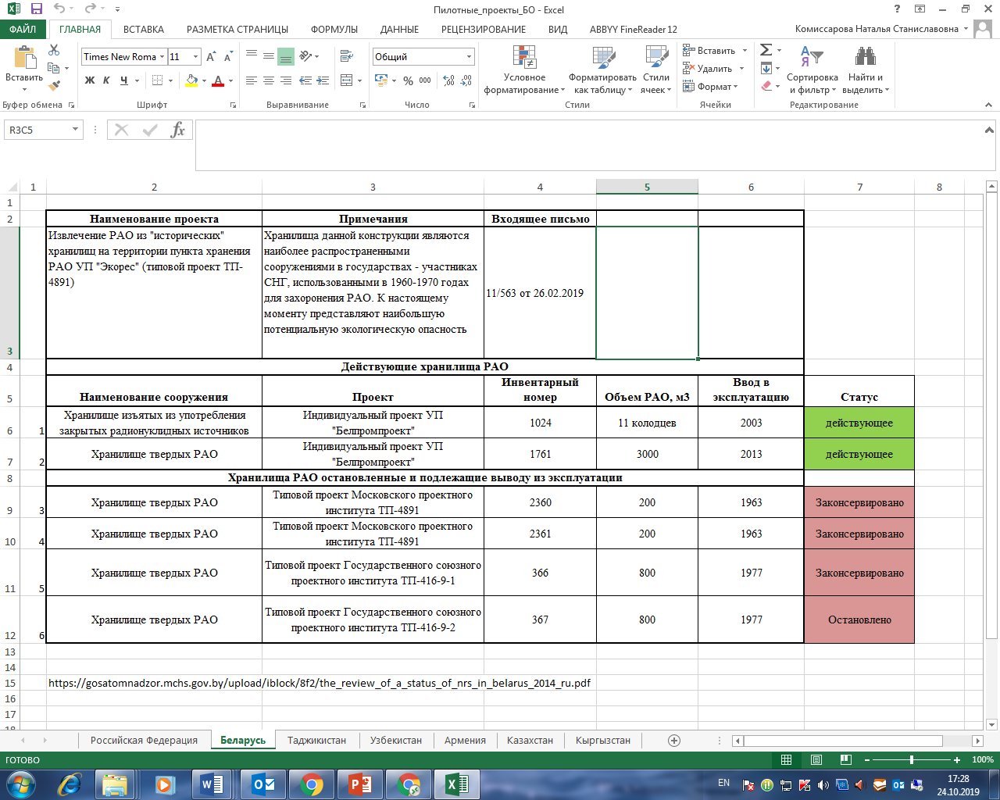 Пилотные_проекты_БО - Excel
ФАЙЛ ГЛАВНАЯ ВСТАВКА РАЗМЕТКА СТРАНИЦЫ ФОРМУЛЫ ДАННЫЕ РЕЦЕНЗИРОВАНИЕ ВИД ABBYY FineReader 12 Комиссарова Наталья Станиславовна
Вставить
Times New Roma 11
Ж К Ч
Общий
% 000
Условное форматирование
Форматировать как таблицу
Стили ячеек
Вставить
Удалить
Формат
Сортировка и фильтр
Найти и выделить
Буфер обмена Шрифт Выравнивание Число Стили Ячейки Редактирование
R3C5
fx
1 2 3 4 5 6 7 8
1
2 Наименование проекта Примечания Входящее письмо
3
Извлечение РАО из "исторических"
хранилищ на территории пункта хранения
РАО УП "Экорес" (типовой проект ТП-
4891)
Хранилища данной конструкции являются
наиболее распространенными
сооружениями в государствах - участниках
СНГ, использованными в 1960-1970 годах
для захоронения РАО. К настоящему
моменту представляют наибольшую
потенциальную экологическую опасность
11/563 от 26.02.2019
4 Действующие хранилища РАО
5 Наименование сооружения Проект Инвентарный номер Объем РАО, м3 Ввод в эксплуатацию Статус
6 1 Хранилище изъятых из употребления закрытых радионуклидных источников Индивидуальный проект УП "Белпромпроект" 1024 11 колодцев 2003 действующее
7 2 Хранилище твердых РАО Индивидуальный проект УП "Белпромпроект" 1761 3000 2013 действующее
8 Хранилища РАО остановленные и подлежащие выводу из эксплуатации
9 3 Хранилище твердых РАО Типовой проект Московского проектного института ТП-4891 2360 200 1963 Законсервировано
10 4 Хранилище твердых РАО Типовой проект Московского проектного института ТП-4891 2361 200 1963 Законсервировано
11 5 Хранилище твердых РАО Типовой проект Государственного союзного проектного института ТП-416-9-1 366 800 1977 Законсервировано
12 6 Хранилище твердых РАО Типовой проект Государственного союзного проектного института ТП-416-9-2 367 800 1977 Остановлено
13
14
15 https://gosatomnadzor.mchs.gov.by/upload/iblock/8f2/the_review_of_a_status_of_nrs_in_belarus_2014_ru.pdf
16
17
18
Российская Федерация Беларусь Таджикистан Узбекистан Армения Казахстан Кыргызстан
ГОТОВО 100%
EN 17:28
24.10.2019